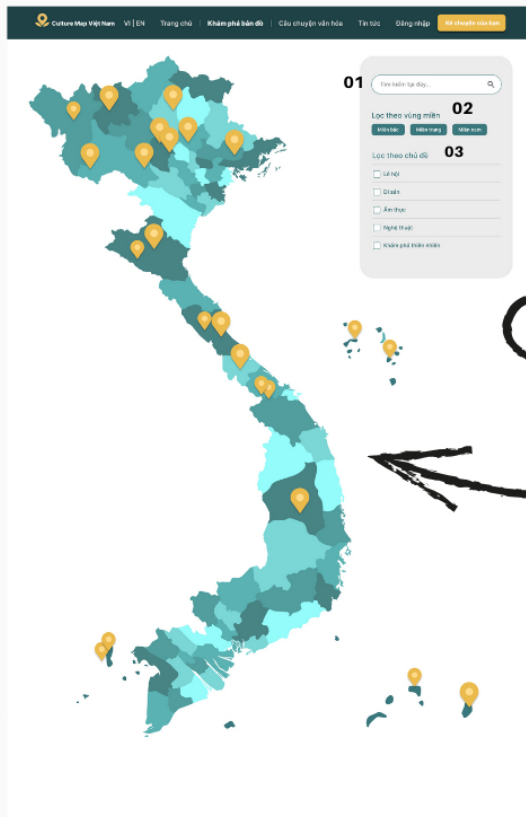 Culture Map Việt Nam VI | EN Trang chủ Khám phá bản đồ Câu chuyện văn hóa Tin tức Đăng nhập Kể chuyện của bạn
01
Tìm kiếm tại đây...
Lọc theo vùng miền 02
Miền bắc Miền trung Miền nam
Lọc theo chủ đề 03
Lễ hội
Di sản
Ẩm thực
Nghệ thuật
Khám phá thiên nhiên